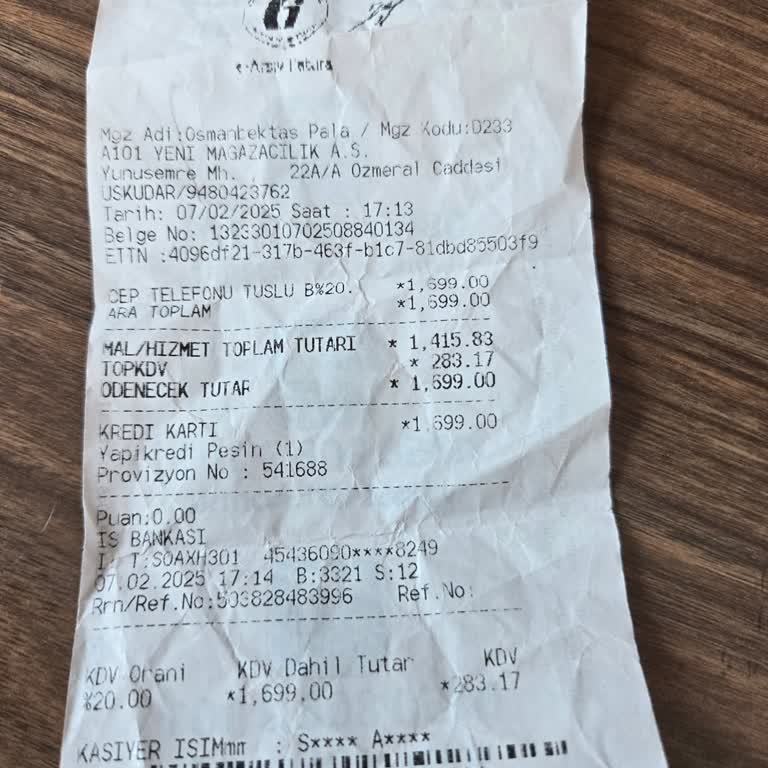 e-Arşiv Fatura
Mgz Adi:Osmanbektas Pala / Mgz Kodu:D233
A101 YENI MAGAZACILIK A.S.
Yunusemre Mh. 22A/A Ozmeral Caddesi
USKUDAR/9480423762
Tarih: 07/02/2025 Saat : 17:13
Belge No: 13233010702508840134
ETTN :4096df21-317b-463f-b1c7-81dbd85503f9
CEP TELEFONU TUSLU B%20. *1,699.00
ARA TOPLAM *1,699.00
MAL/HIZMET TOPLAM TUTARI * 1,415.83
TOPKDV * 283.17
ODENECEK TUTAR * 1,699.00
KREDI KARTI *1,699.00
Yapikredi Pesin (1)
Provizyon No : 541688
Puan:0.00
IS BANKASI
T:SOAXH301 45436090****8249
07.02.2025 17:14 B:3321 S:12
Rrn/Ref.No:503828483996 Ref.No:
KDV Orani KDV Dahil Tutar KDV
%20.00 *1,699.00 *283.17
KASIYER ISIMmm : S**** A****